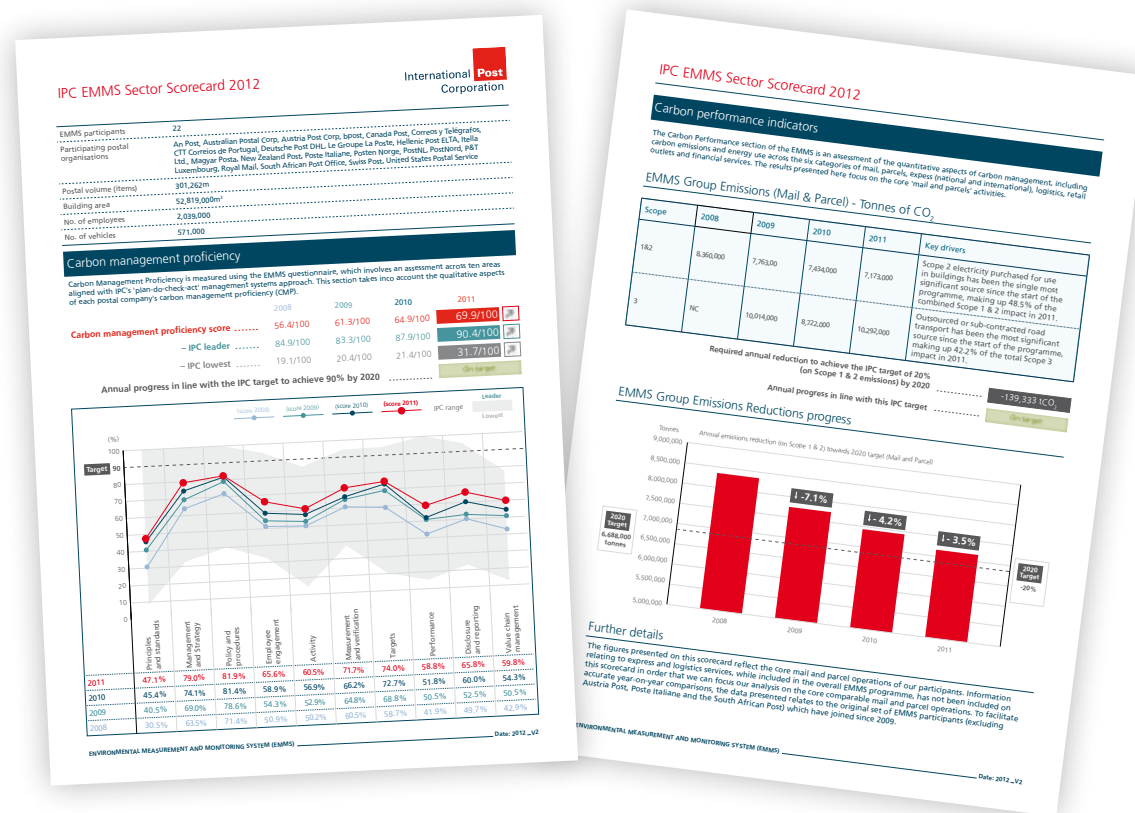 IPC EMMS Sector Scorecard 2012
International Post
Corporation
EMMS participants 22
Participating postal organisations
An Post, Australian Postal Corp, Austria Post Corp, bpost, Canada Post, Correos y Telégrafos,
CTT Correios de Portugal, Deutsche Post DHL, Le Groupe La Poste, Hellenic Post ELTA, Itella
Ltd., Magyar Posta, New Zealand Post, Poste Italiane, Posten Norge, PostNL, PostNord, P&T
Luxembourg, Royal Mail, South African Post Office, Swiss Post, United States Postal Service
Postal volume (items) 301,262m
Building area 52,819,000m²
No. of employees 2,039,000
No. of vehicles 571,000
Carbon management proficiency
Carbon Management Proficiency is measured using the EMMS questionnaire, which involves an assessment across ten areas
aligned with IPC's 'plan-do-check-act' management systems approach. This section takes inco account the qualitative aspects
of each postal company's carbon management proficiency (CMP).
2008 2009 2010 2011
Carbon management proficiency score ...... 56.4/100 61.3/100 64.9/100 69.9/100
– IPC leader ...... 84.9/100 83.3/100 87.9/100 90.4/100
– IPC lowest ...... 19.1/100 20.4/100 21.4/100 31.7/100
Annual progress in line with the IPC target to achieve 90% by 2020 .......... On target
(score 2008) (score 2009) (score 2010) (score 2011) IPC range Leader
Lowest
(%)
100
Target 90
80
70
60
50
40
30
20
10
0
Principles and standards
Management and Strategy
Policy and procedures
Employee engagement
Activity
Measurement and verification
Targets
Performance
Disclosure and reporting
Value chain management
2011 47.1% 79.0% 81.9% 65.6% 60.5% 71.7% 74.0% 58.8% 65.8% 59.8%
2010 45.4% 74.1% 81.4% 58.9% 56.9% 66.2% 72.7% 51.8% 60.0% 54.3%
2009 40.5% 69.0% 78.6% 54.3% 52.9% 64.8% 68.8% 50.5% 52.5% 50.5%
2008 30.5% 63.5% 71.4% 50.9% 50.2% 60.5% 58.7% 41.9% 49.7% 42.9%
ENVIRONMENTAL MEASUREMENT AND MONITORING SYSTEM (EMMS) Date: 2012_V2
IPC EMMS Sector Scorecard 2012
Carbon performance indicators
The Carbon Performance section of the EMMS is an assessment of the quantitative aspects of carbon management, including
carbon emissions and energy use across the six categories of mail, parcels, expess (national and international), logistics, retail
outlets and financial services. The results presented here focus on the core 'mail and parcels' activities.
EMMS Group Emissions (Mail & Parcel) - Tonnes of CO2
Scope 2008 2009 2010 2011 Key drivers
1&2 8.360,000 7,763,00 7,434,000 7,173,000
Scope 2 electricity purchased for use
in buildings has been the single most
significant source since the start of the
programme, making up 48.5% of the
combined Scope 1 & 2 impact in 2011.
3 NC 10,014,000 8,722,000 10,292,000
Outsourced or sub-contracted road
transport has been the most significant
source since the start of the programme,
making up 42.2% of the total Scope 3
impact in 2011.
Required annual reduction to achieve the IPC target of 20%
(on Scope 1 & 2 emissions) by 2020 ............ -139,333 tCO2
Annual progress in line with this IPC target ............ On target
EMMS Group Emissions Reductions progress
Tonnes
Annual emissions reduction (on Scope 1 & 2) towards 2020 target (Mail and Parcel)
9,000,000
8,500,000
8,000,000
7,500,000
7,000,000
6,500,000
6,000,000
5,500,000
5,000,000
2020
Target
6,688,000
tonnes
-7.1%
- 4.2%
- 3.5%
2020
Target
-20%
2008 2009 2010 2011
Further details
The figures presented on this scorecard reflect the core mail and parcel operations of our participants. Information
relating to express and logistics services, while included in the overall EMMS programme, has not been included on
this scorecard in order that we can focus our analysis on the core comparable mail and parcel operations. To facilitate
accurate year-on-year comparisons, the data presented relates to the original set of EMMS participants (excluding
Austria Post, Poste Italiane and the South African Post) which have joined since 2009.
ENVIRONMENTAL MEASUREMENT AND MONITORING SYSTEM (EMMS) Date: 2012_V2